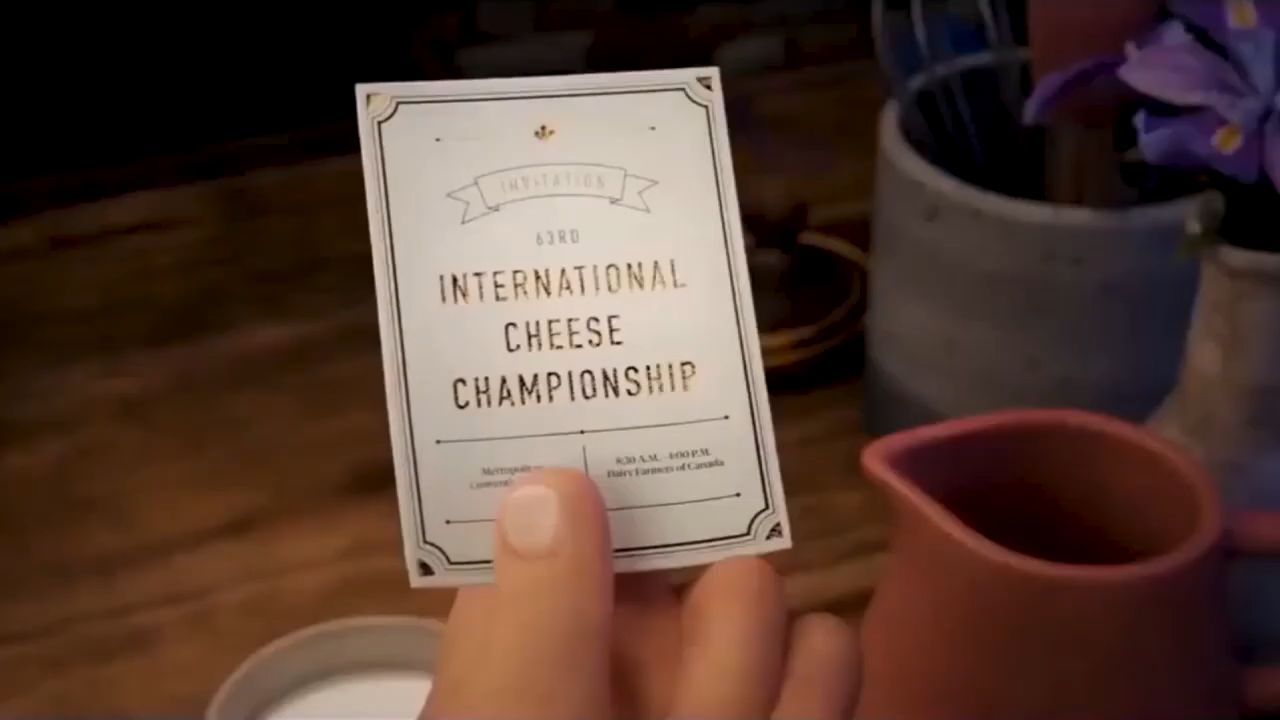 INVITATION
63RD
INTERNATIONAL
CHEESE
CHAMPIONSHIP
8:30 A.M. - 4:00 P.M.
Dairy Farmers of Canada